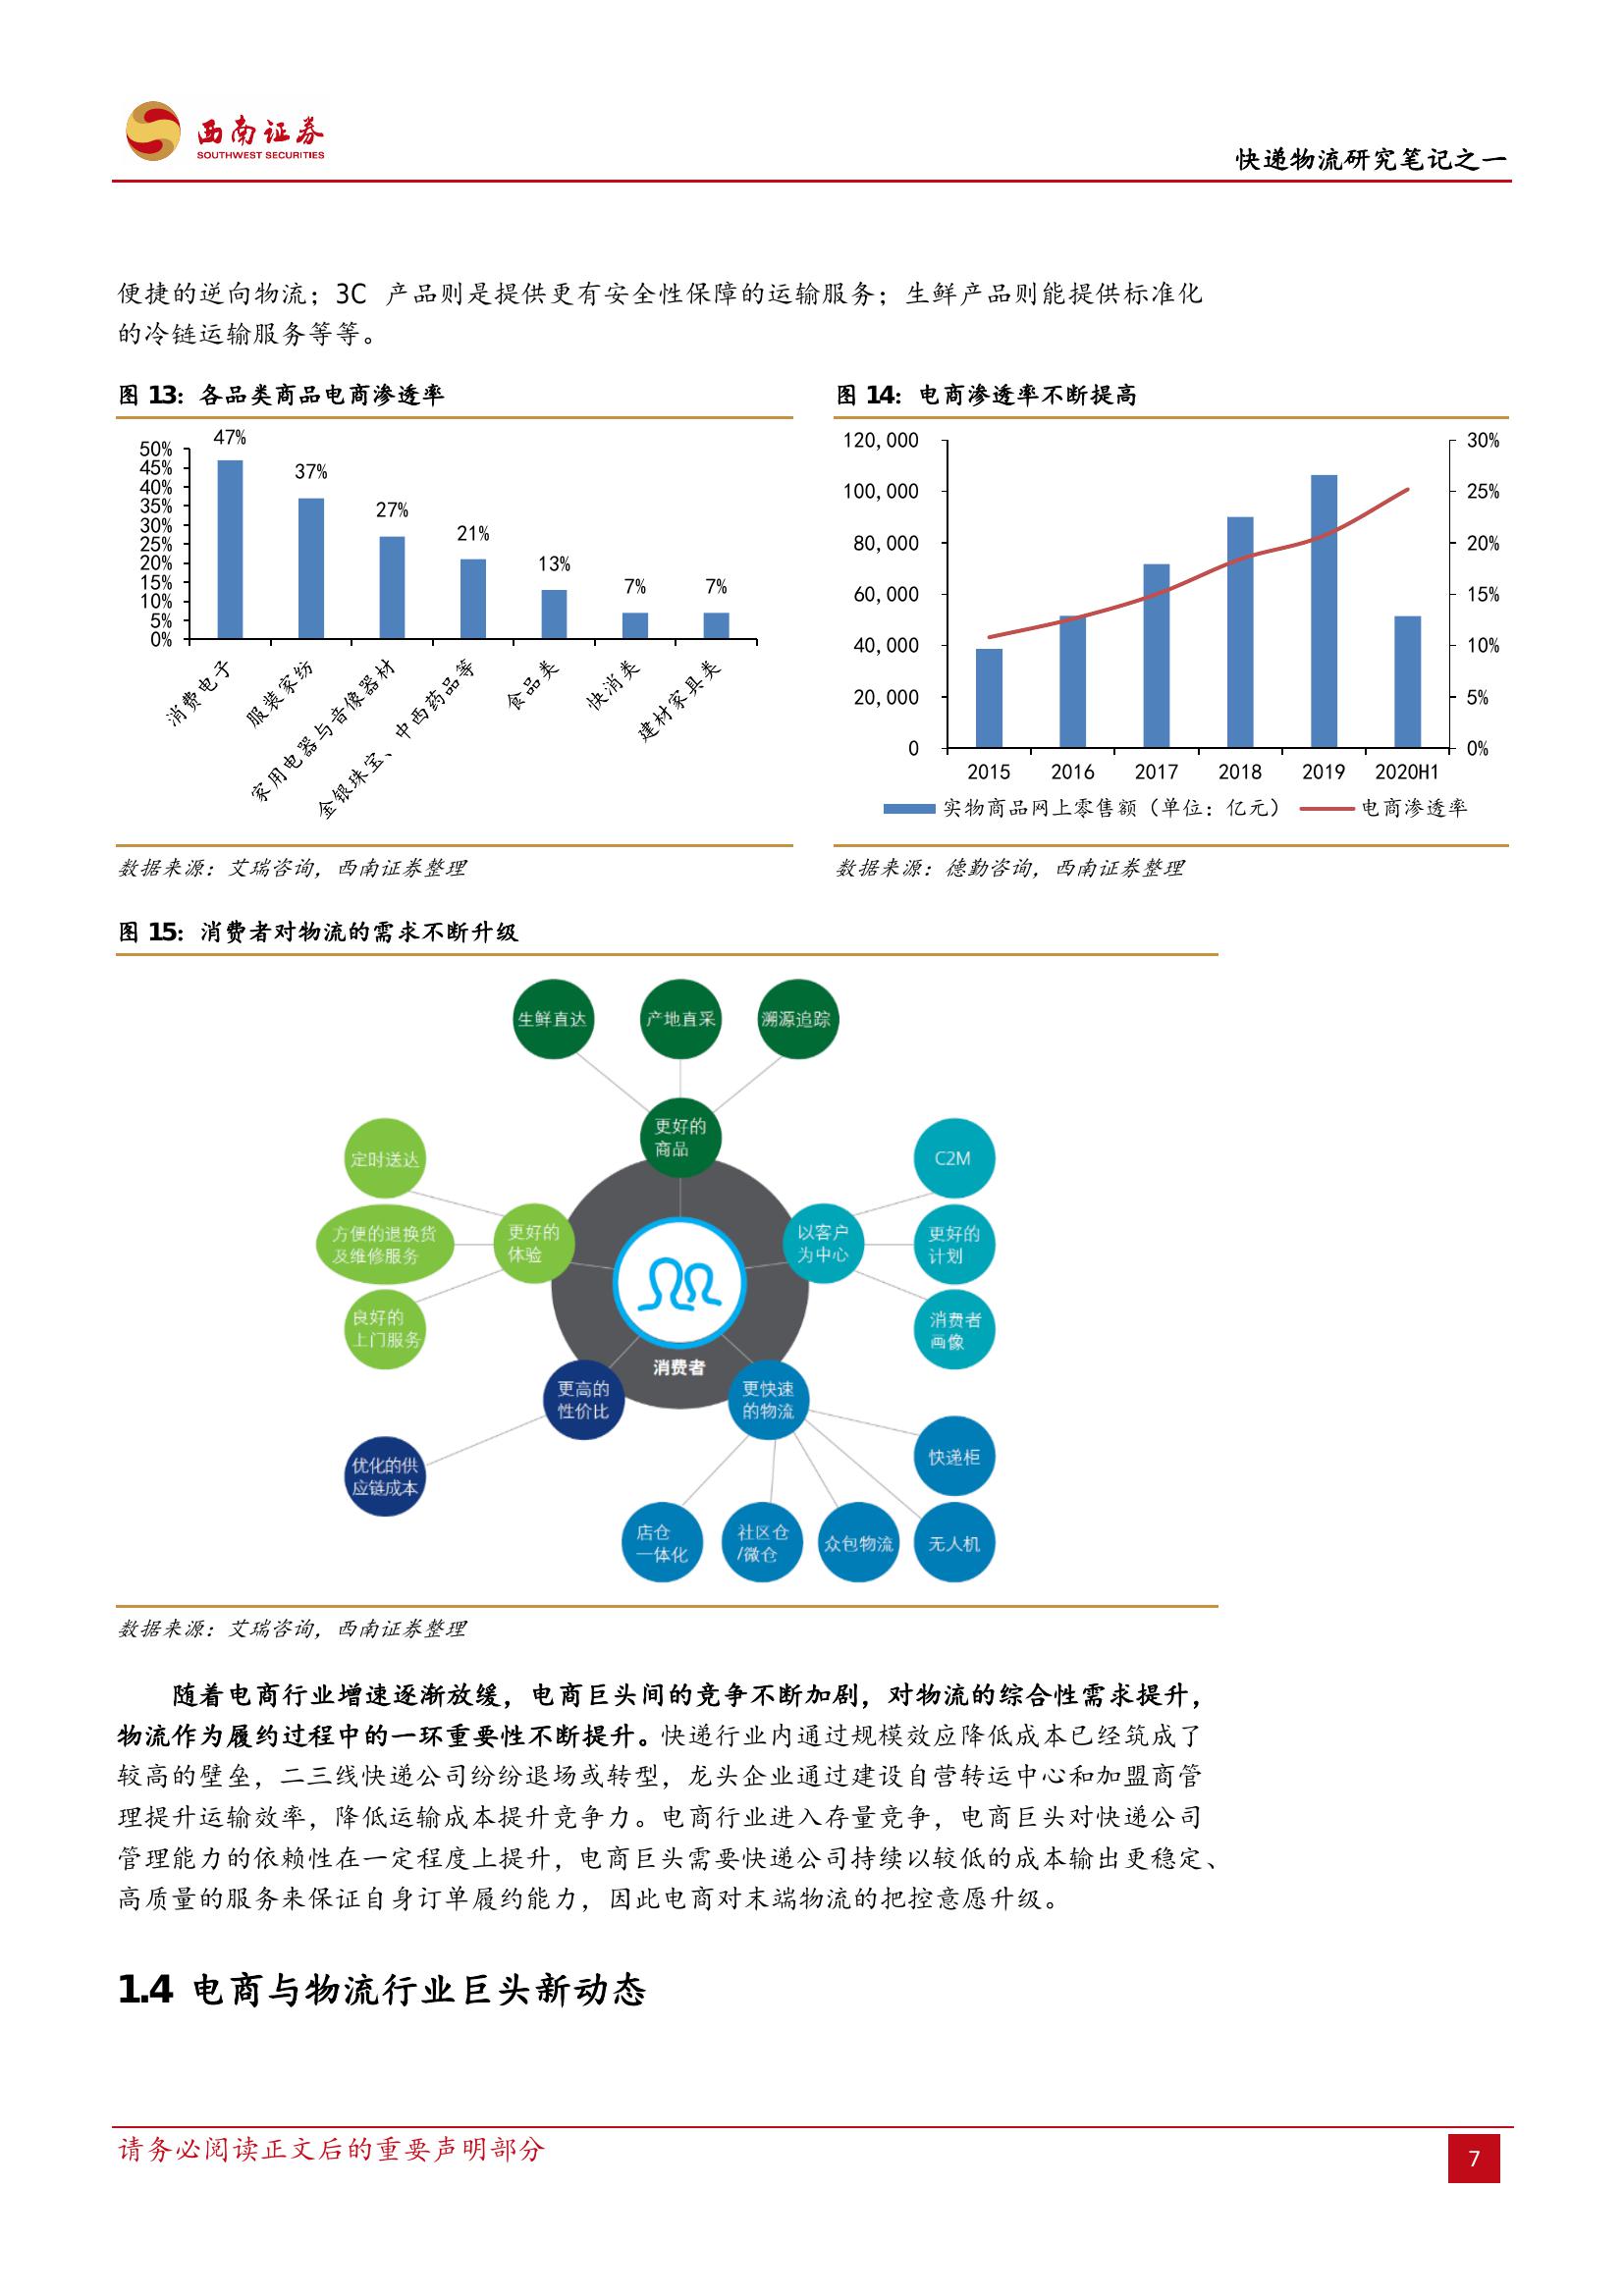 西南证券
SOUTHWEST SECURITIES
快递物流研究笔记之一
便捷的逆向物流；3C 产品则是提供更有安全性保障的运输服务；生鲜产品则能提供标准化
的冷链运输服务等等。
图 13：各品类商品电商渗透率
50%
45%
40%
35%
30%
25%
20%
15%
10%
5%
0%
47%
37%
27%
21%
13%
7%
7%
消费电子
服装家纺
家用电器与音像器材
金银珠宝、中西药品等
食品类
快消类
建材家具类
数据来源：艾瑞咨询，西南证券整理
图 14：电商渗透率不断提高
120,000
100,000
80,000
60,000
40,000
20,000
0
30%
25%
20%
15%
10%
5%
0%
2015
2016
2017
2018
2019
2020H1
实物商品网上零售额（单位：亿元）
电商渗透率
数据来源：德勤咨询，西南证券整理
图 15：消费者对物流的需求不断升级
生鲜直达
产地直采
溯源追踪
更好的
商品
定时送达
方便的退换货
及维修服务
良好的
上门服务
更好的
体验
以客户
为中心
C2M
更好的
计划
消费者
画像
消费者
更高的
性价比
更快速
的物流
优化的供
应链成本
快递柜
店仓
一体化
社区仓
/微仓
众包物流
无人机
数据来源：艾瑞咨询，西南证券整理
随着电商行业增速逐渐放缓，电商巨头间的竞争不断加剧，对物流的综合性需求提升，
物流作为履约过程中的一环重要性不断提升。快递行业内通过规模效应降低成本已经筑成了
较高的壁垒，二三线快递公司纷纷退场或转型，龙头企业通过建设自营转运中心和加盟商管
理提升运输效率，降低运输成本提升竞争力。电商行业进入存量竞争，电商巨头对快递公司
管理能力的依赖性在一定程度上提升，电商巨头需要快递公司持续以较低的成本输出更稳定、
高质量的服务来保证自身订单履约能力，因此电商对末端物流的把控意愿升级。
1.4 电商与物流行业巨头新动态
请务必阅读正文后的重要声明部分
7